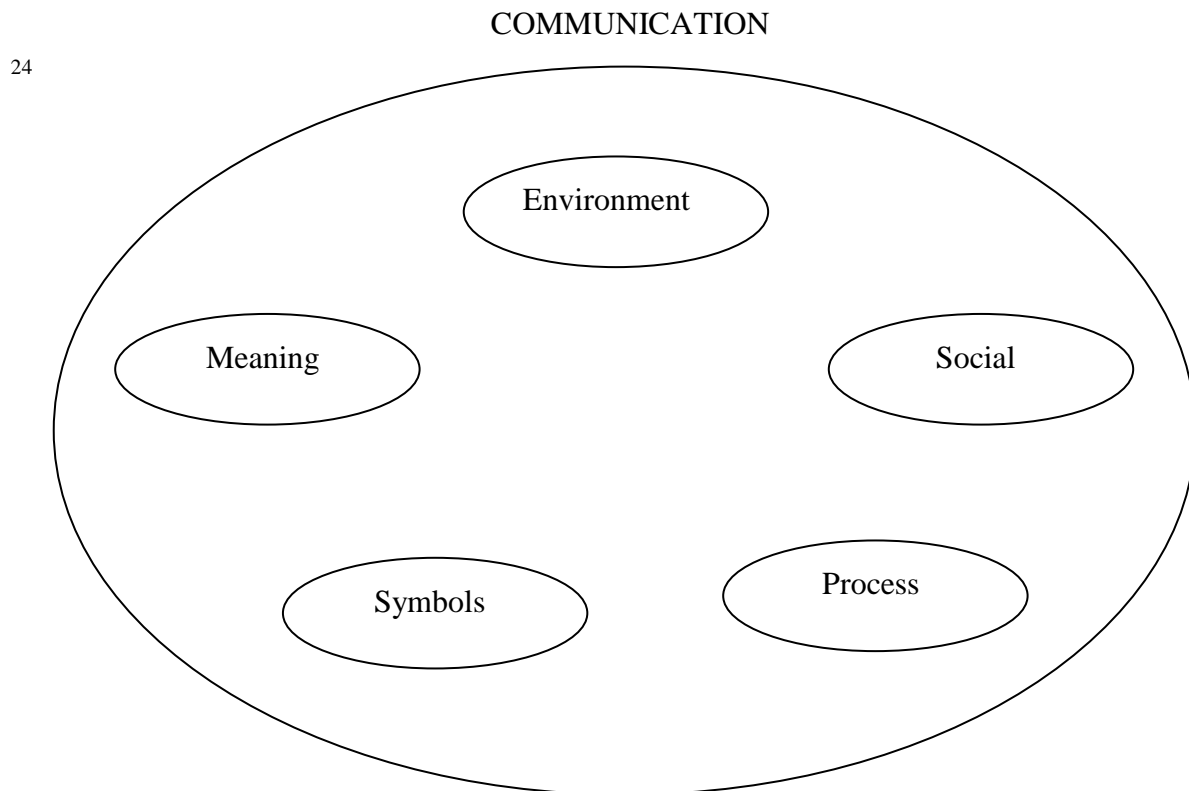 COMMUNICATION
24
Environment
Meaning
Social
Symbols
Process